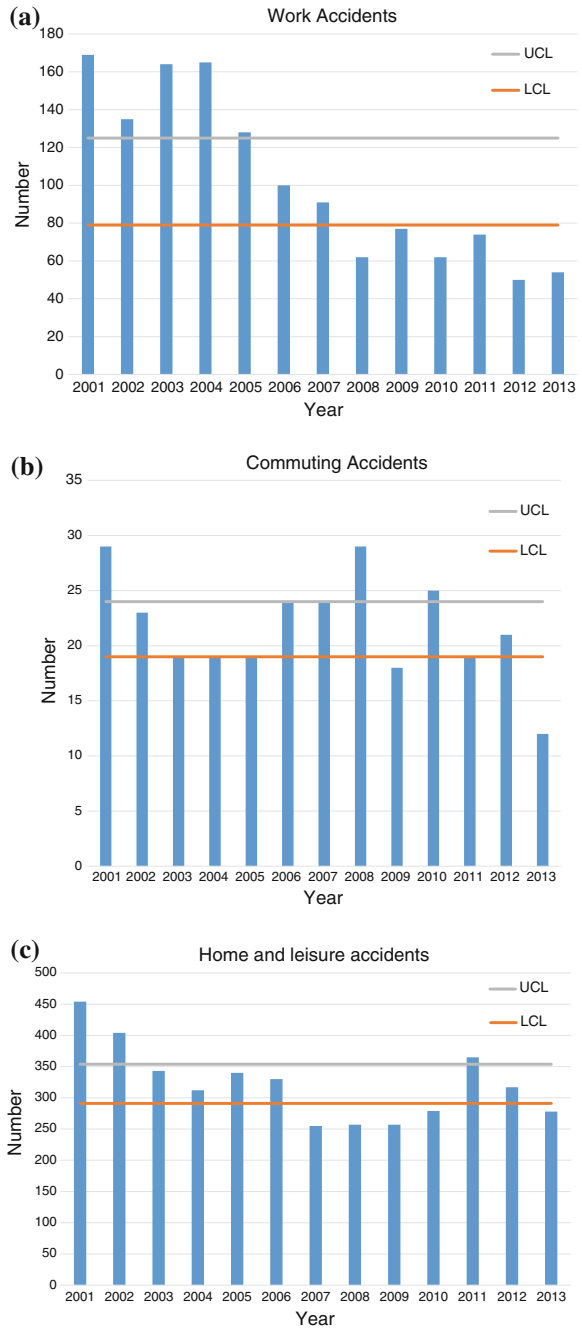 (a)
Work Accidents
180
160
140
120
100
80
60
40
20
0
Number
UCL
LCL
2001 2002 2003 2004 2005 2006 2007 2008 2009 2010 2011 2012 2013
Year
(b)
Commuting Accidents
35
30
25
20
15
10
5
0
Number
UCL
LCL
2001 2002 2003 2004 2005 2006 2007 2008 2009 2010 2011 2012 2013
Year
(c)
Home and leisure accidents
500
450
400
350
300
250
200
150
100
50
0
Number
UCL
LCL
2001 2002 2003 2004 2005 2006 2007 2008 2009 2010 2011 2012 2013
Year